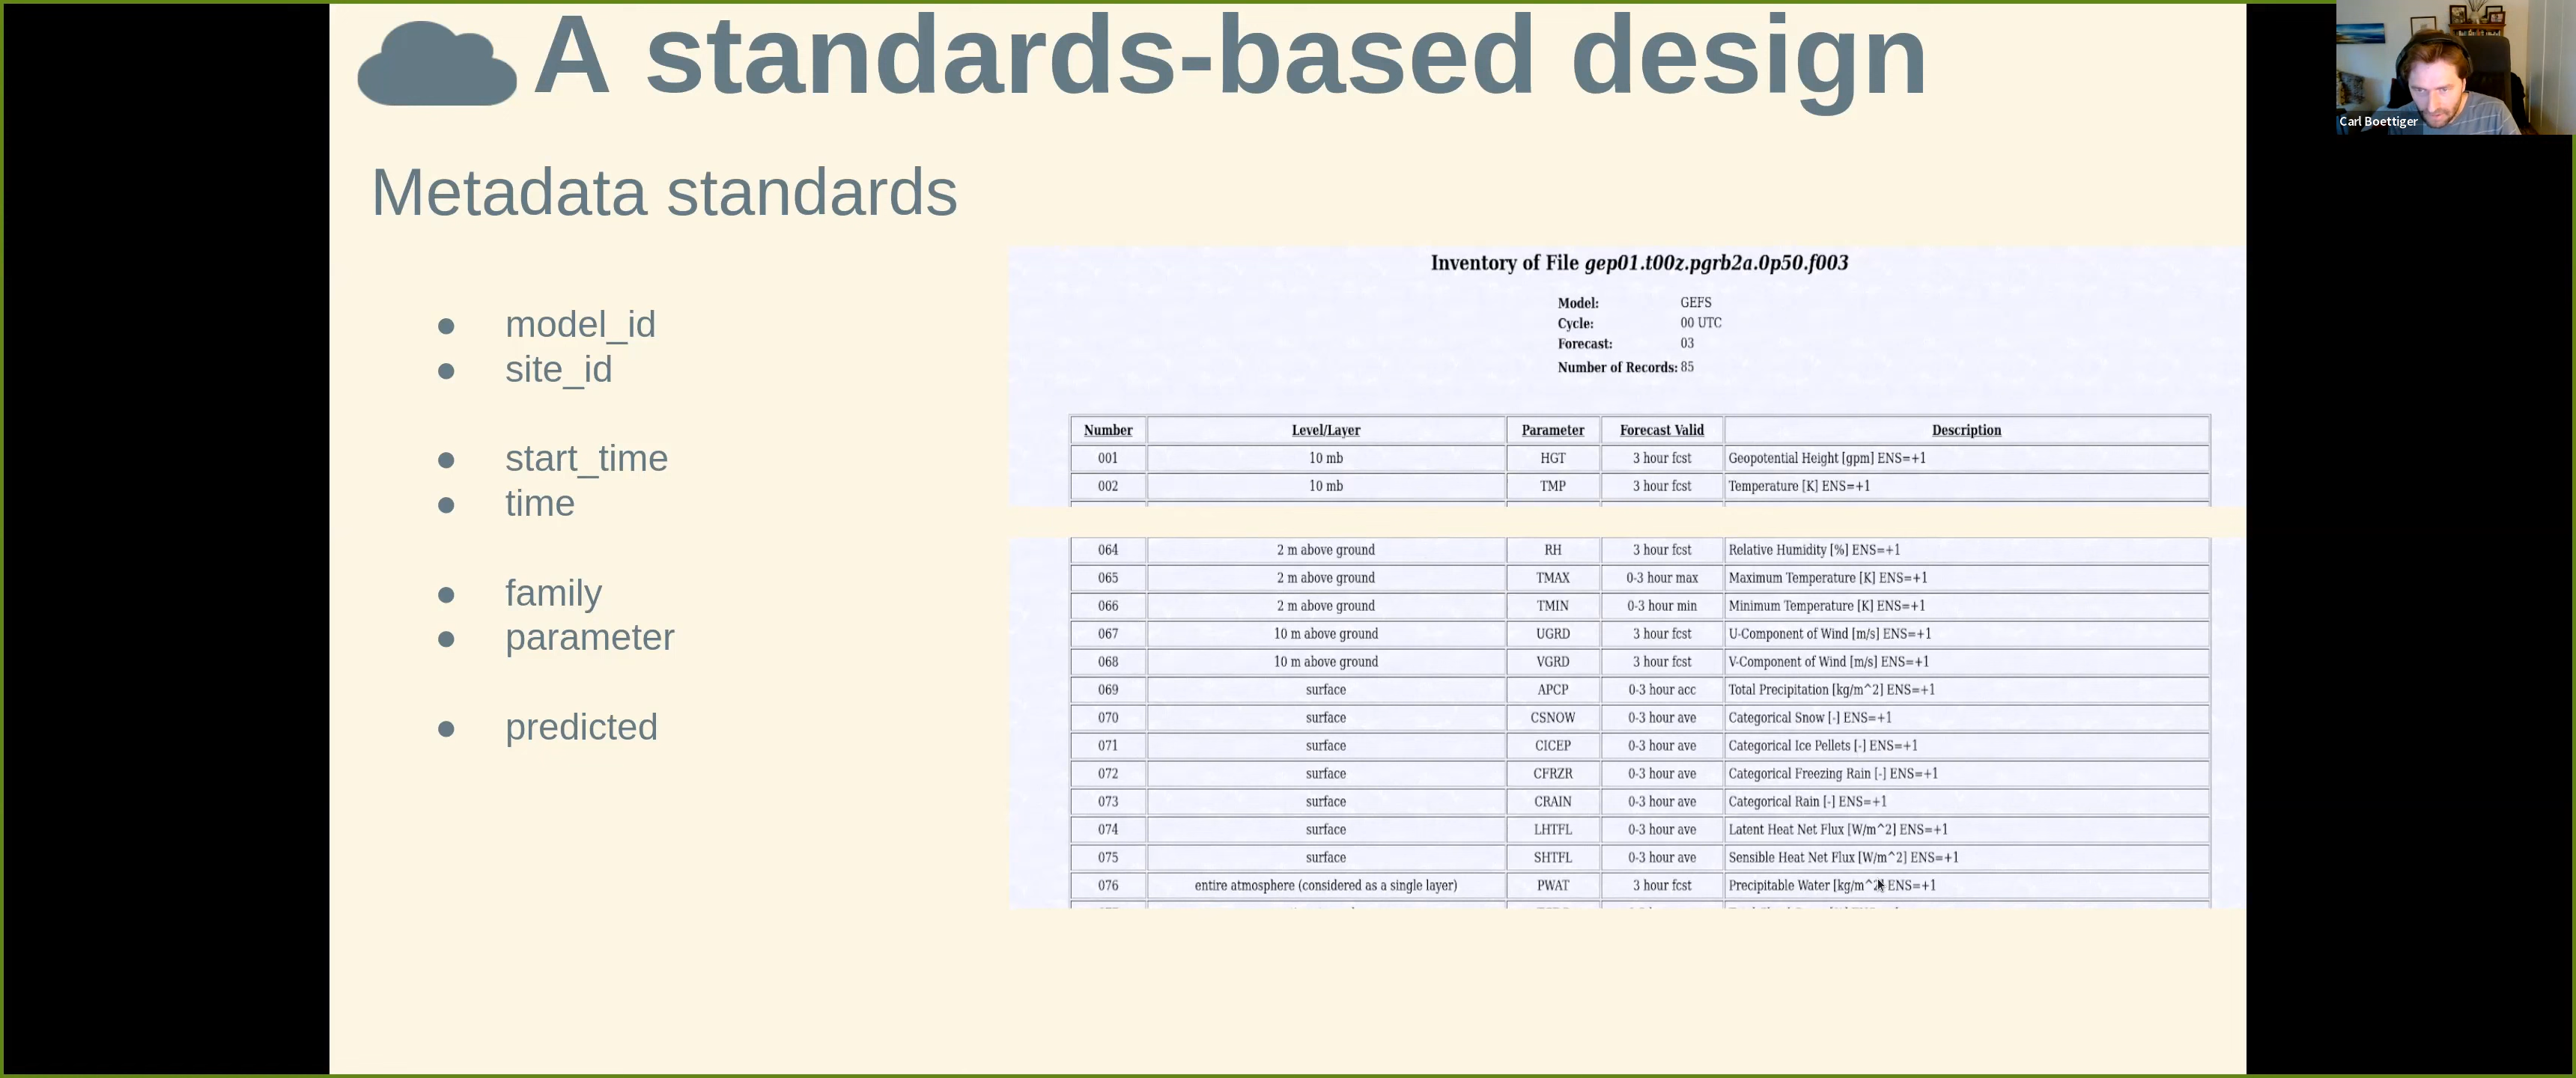 A standards-based design
Carl Boettiger
Metadata standards
● model_id
● site_id
● start_time
● time
● family
● parameter
● predicted
Inventory of File gep01.t00z.pgrb2a.0p50.f003
Model: GEFS
Cycle: 00 UTC
Forecast: 03
Number of Records: 85
Number Level/Layer Parameter Forecast Valid Description
001 10 mb HGT 3 hour fcst Geopotential Height [gpm] ENS=+1
002 10 mb TMP 3 hour fcst Temperature [K] ENS=+1
064 2 m above ground RH 3 hour fcst Relative Humidity [%] ENS=+1
065 2 m above ground TMAX 0-3 hour max Maximum Temperature [K] ENS=+1
066 2 m above ground TMIN 0-3 hour min Minimum Temperature [K] ENS=+1
067 10 m above ground UGRD 3 hour fcst U-Component of Wind [m/s] ENS=+1
068 10 m above ground VGRD 3 hour fcst V-Component of Wind [m/s] ENS=+1
069 surface APCP 0-3 hour acc Total Precipitation [kg/m^2] ENS=+1
070 surface CSNOW 0-3 hour ave Categorical Snow [-] ENS=+1
071 surface CICEP 0-3 hour ave Categorical Ice Pellets [-] ENS=+1
072 surface CFRZR 0-3 hour ave Categorical Freezing Rain [-] ENS=+1
073 surface CRAIN 0-3 hour ave Categorical Rain [-] ENS=+1
074 surface LHTFL 0-3 hour ave Latent Heat Net Flux [W/m^2] ENS=+1
075 surface SHTFL 0-3 hour ave Sensible Heat Net Flux [W/m^2] ENS=+1
076 entire atmosphere (considered as a single layer) PWAT 3 hour fcst Precipitable Water [kg/m^2] ENS=+1